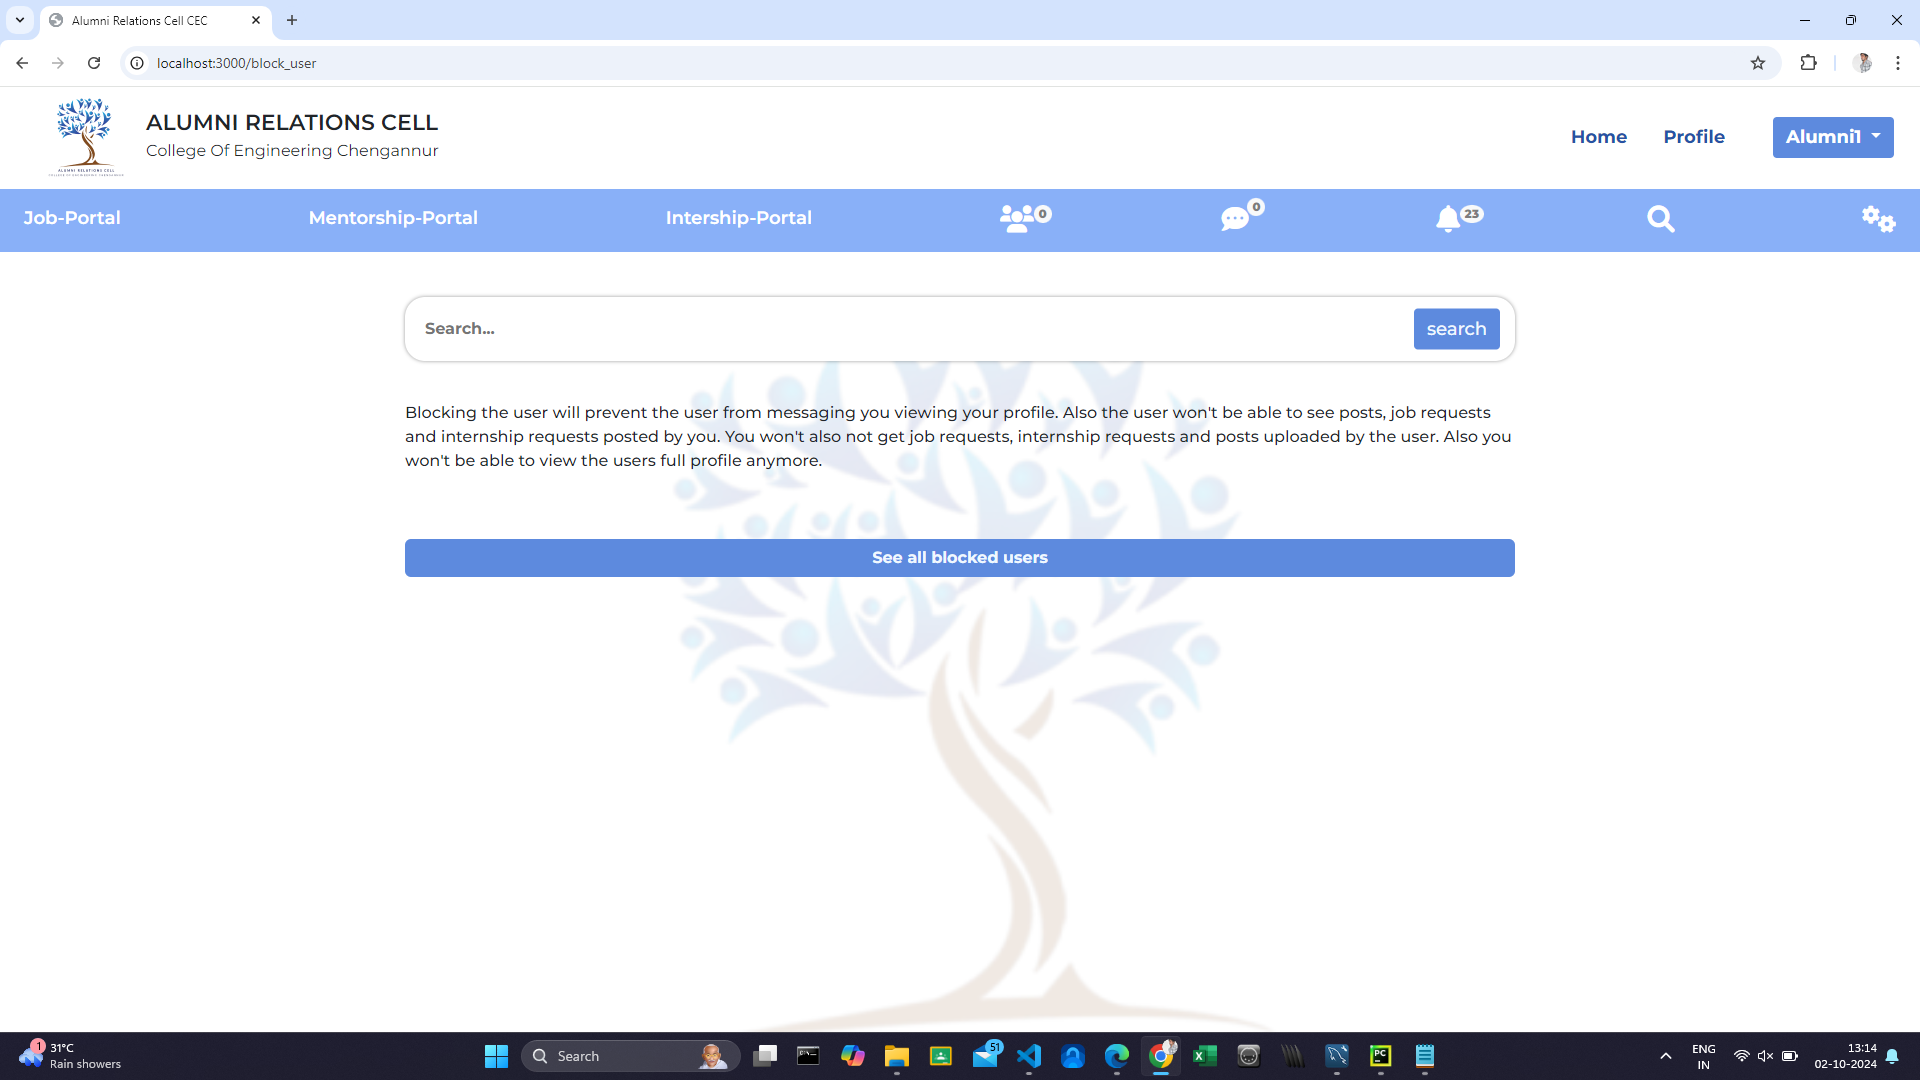 Alumni Relations Cell CEC
localhost:3000/block_user
ALUMNI RELATIONS CELL
College Of Engineering Chengannur
ALUMNI RELATIONS CELL
Home
Profile
Alumni1
Job-Portal
Mentorship-Portal
Intership-Portal
0
0
23
Search...
search
Blocking the user will prevent the user from messaging you viewing your profile. Also the user won't be able to see posts, job requests
and internship requests posted by you. You won't also not get job requests, internship requests and posts uploaded by the user. Also you
won't be able to view the users full profile anymore.
See all blocked users
1
31°C
Rain showers
Search
51
PC
ENG
IN
13:14
02-10-2024